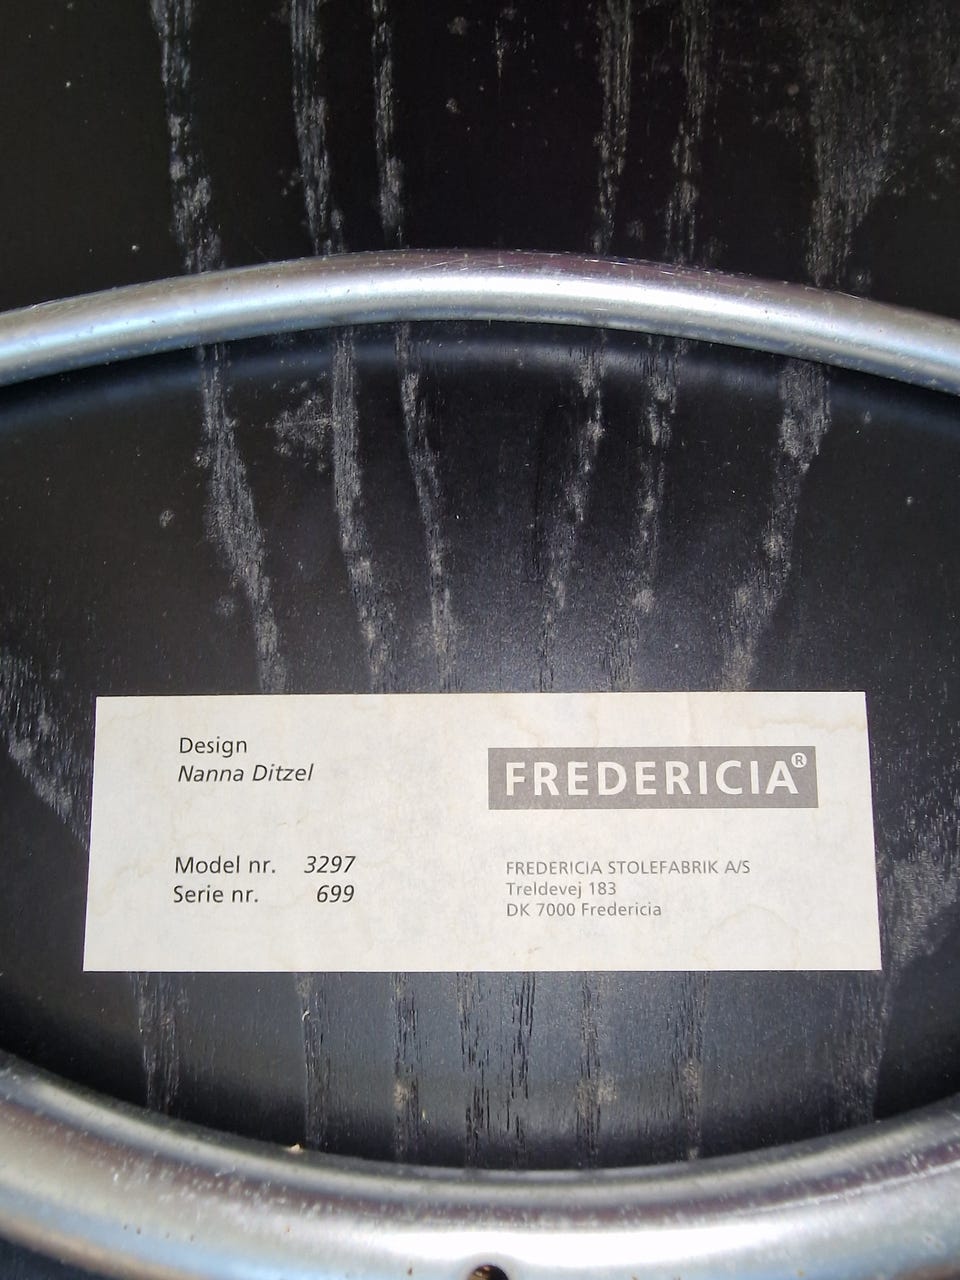 Design
Nanna Ditzel
FREDERICIA®
Model nr. 3297
Serie nr. 699
FREDERICIA STOLEFABRIK A/S
Treldevej 183
DK 7000 Fredericia